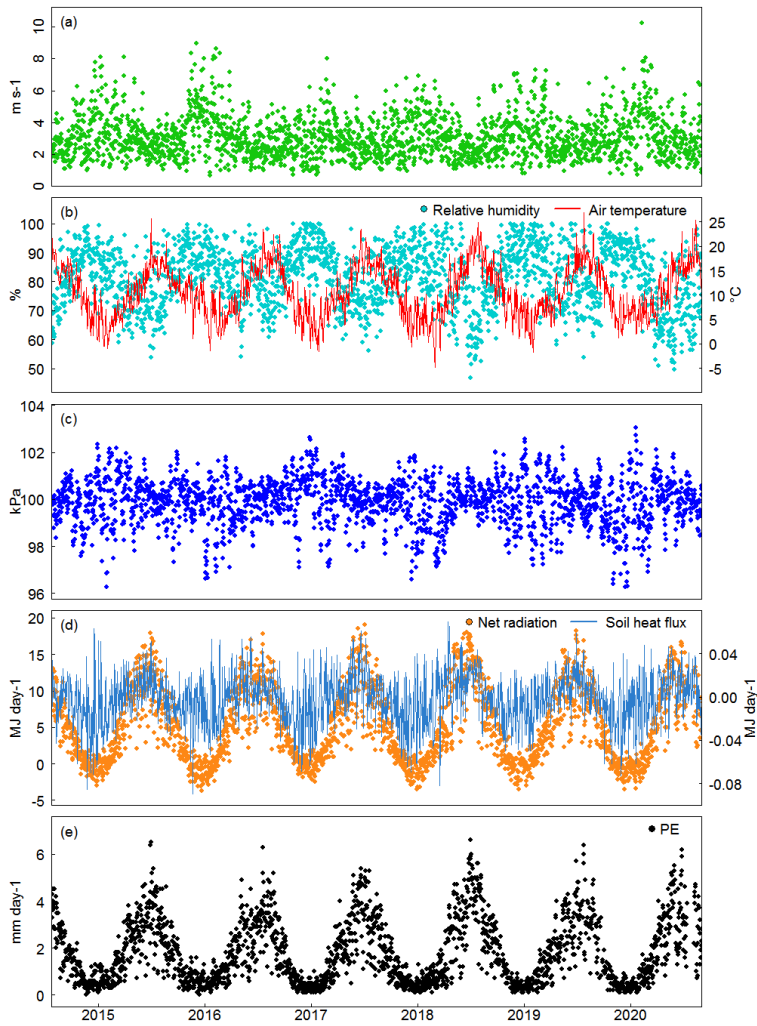 (a)
10
8
6
4
2
0
m s-1
(b)
Relative humidity
Air temperature
100
90
80
70
60
50
%
25
20
15
10
5
0
-5
°C
(c)
104
102
100
98
96
kPa
(d)
Net radiation
Soil heat flux
20
15
10
5
0
-5
MJ day-1
0.04
0.00
-0.04
-0.08
MJ day-1
(e)
PE
6
4
2
0
mm day-1
2015 2016 2017 2018 2019 2020